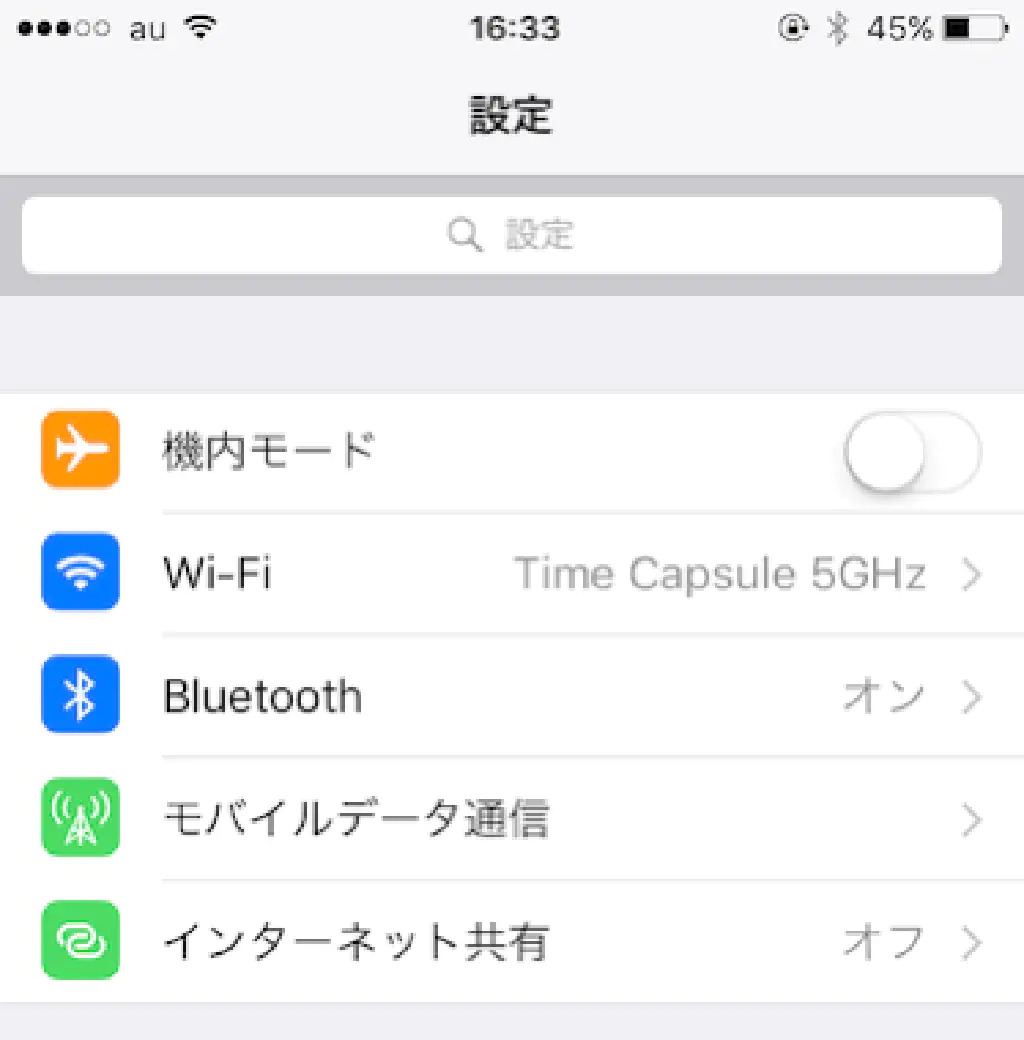 au 16:33 45%
設定
設定
機内モード
Wi-Fi Time Capsule 5GHz
Bluetooth オン
モバイルデータ通信
インターネット共有 オフ